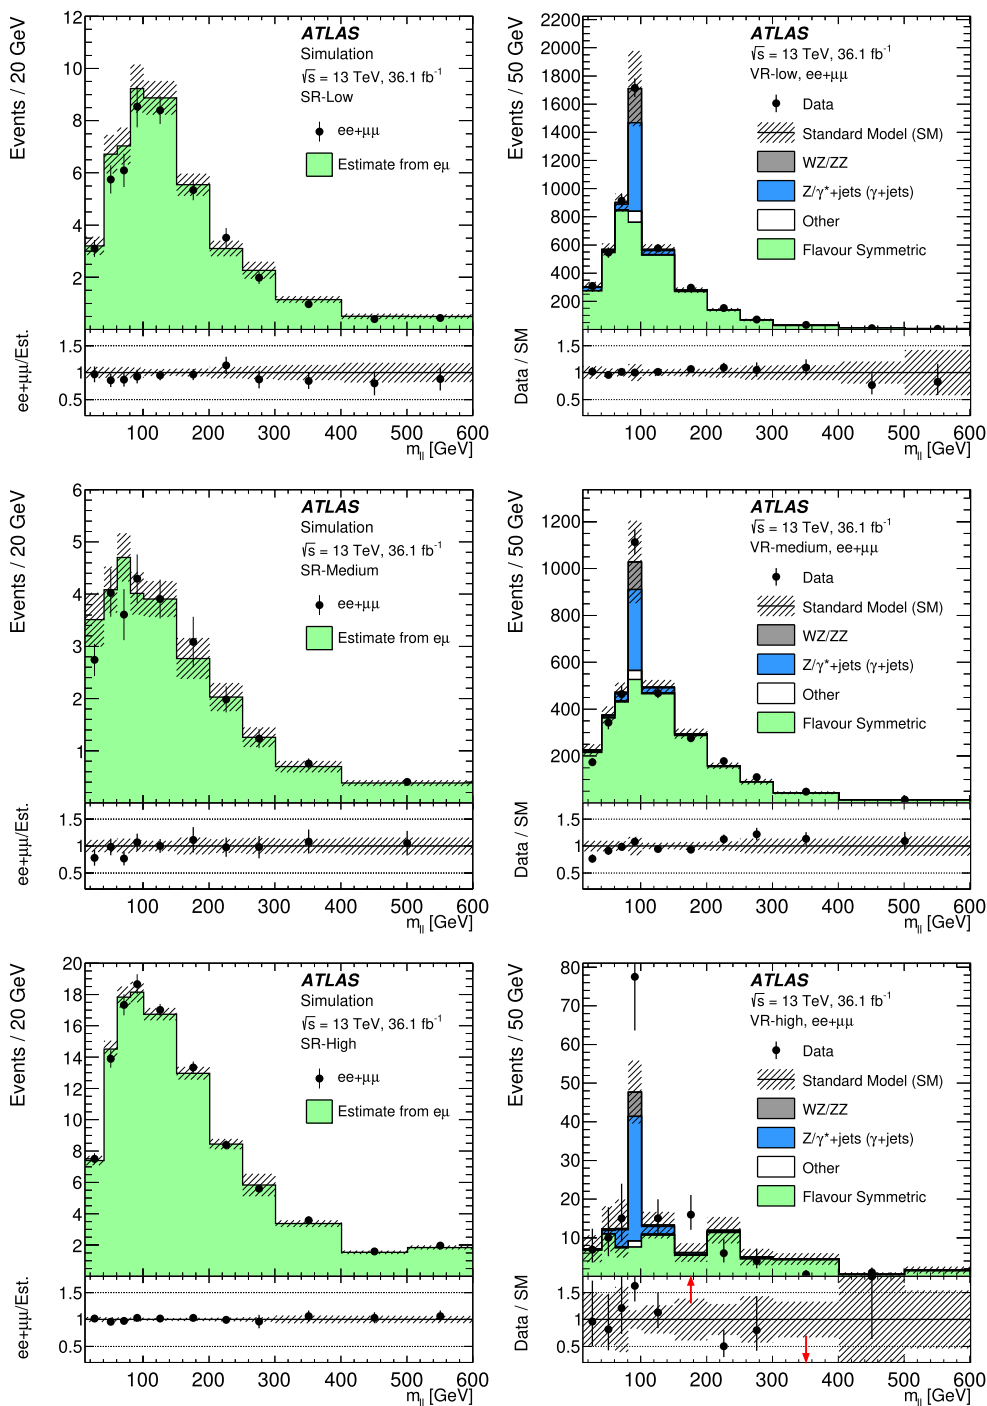 Events / 20 GeV
12
10
8
6
4
2
ATLAS
Simulation
√s = 13 TeV, 36.1 fb⁻¹
SR-Low
ee+μμ
Estimate from eμ
ee+μμ/Est.
1.5
1
0.5
100 200 300 400 500 600
m_ll [GeV]
Events / 50 GeV
2200
2000
1800
1600
1400
1200
1000
800
600
400
200
ATLAS
√s = 13 TeV, 36.1 fb⁻¹
VR-low, ee+μμ
Data
Standard Model (SM)
WZ/ZZ
Z/γ*+jets (γ+jets)
Other
Flavour Symmetric
Data / SM
1.5
1
0.5
100 200 300 400 500 600
m_ll [GeV]
Events / 20 GeV
6
5
4
3
2
1
ATLAS
Simulation
√s = 13 TeV, 36.1 fb⁻¹
SR-Medium
ee+μμ
Estimate from eμ
ee+μμ/Est.
1.5
1
0.5
100 200 300 400 500 600
m_ll [GeV]
Events / 50 GeV
1200
1000
800
600
400
200
ATLAS
√s = 13 TeV, 36.1 fb⁻¹
VR-medium, ee+μμ
Data
Standard Model (SM)
WZ/ZZ
Z/γ*+jets (γ+jets)
Other
Flavour Symmetric
Data / SM
1.5
1
0.5
100 200 300 400 500 600
m_ll [GeV]
Events / 20 GeV
20
18
16
14
12
10
8
6
4
2
ATLAS
Simulation
√s = 13 TeV, 36.1 fb⁻¹
SR-High
ee+μμ
Estimate from eμ
ee+μμ/Est.
1.5
1
0.5
100 200 300 400 500 600
m_ll [GeV]
Events / 50 GeV
80
70
60
50
40
30
20
10
ATLAS
√s = 13 TeV, 36.1 fb⁻¹
VR-high, ee+μμ
Data
Standard Model (SM)
WZ/ZZ
Z/γ*+jets (γ+jets)
Other
Flavour Symmetric
Data / SM
1.5
1
0.5
100 200 300 400 500 600
m_ll [GeV]